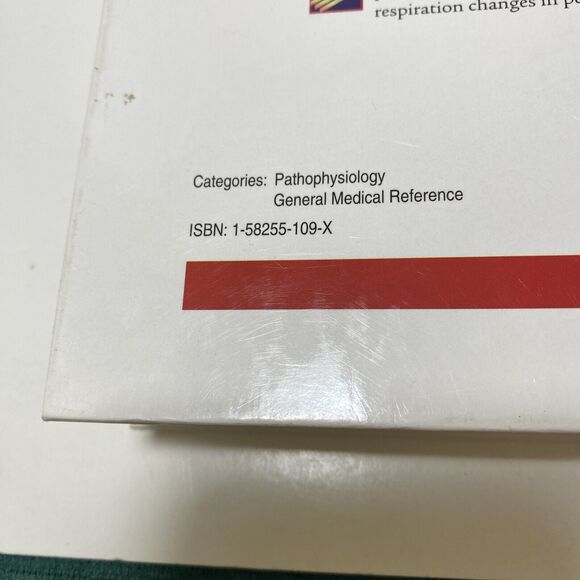 respiration changes in
Categories: Pathophysiology
General Medical Reference
ISBN: 1-58255-109-X